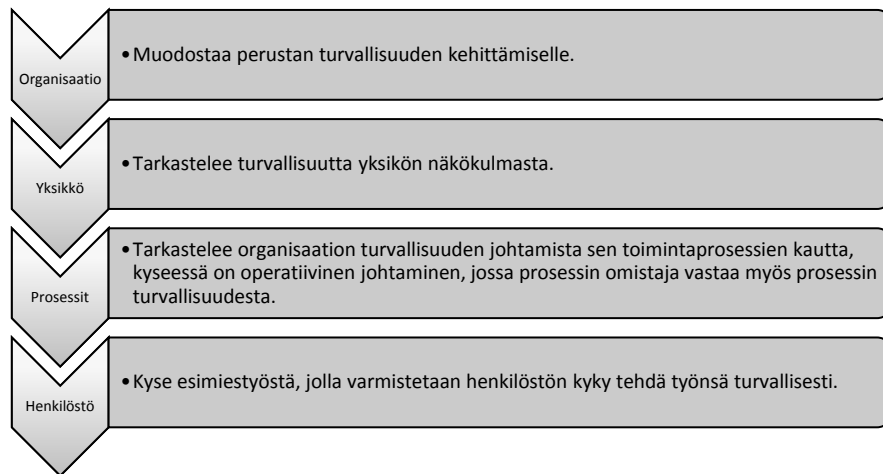 Organisaatio
•Muodostaa perustan turvallisuuden kehittämiselle.
Yksikkö
•Tarkastelee turvallisuutta yksikön näkökulmasta.
Prosessit
•Tarkastelee organisaation turvallisuuden johtamista sen toimintaprosessien kautta,
kyseessä on operatiivinen johtaminen, jossa prosessin omistaja vastaa myös prosessin
turvallisuudesta.
Henkilöstö
•Kyse esimiestyöstä, jolla varmistetaan henkilöstön kyky tehdä työnsä turvallisesti.